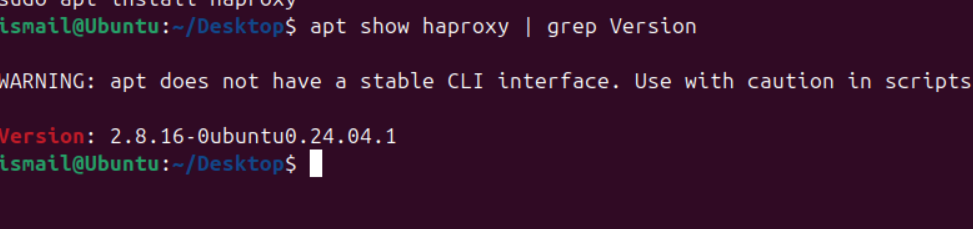 sudo apt install haproxy
ismail@Ubuntu:~/Desktop$ apt show haproxy | grep Version
WARNING: apt does not have a stable CLI interface. Use with caution in scripts
Version: 2.8.16-0ubuntu0.24.04.1
ismail@Ubuntu:~/Desktop$